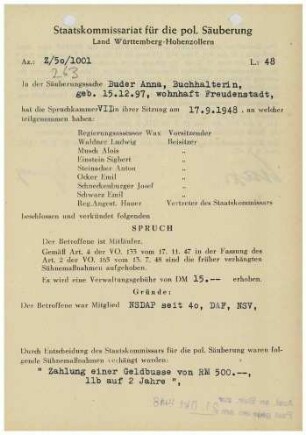 Staatskommissariat für die pol. Säuberung
Land Württemberg-Hohenzollern
Az.: Z/50/1001 L.: 48
263
In der Säuberungssache Buder Anna, Buchhalterin,
geb. 15.12.97, wohnhaft Freudenstadt,
hat die Spruchkammer VII in ihrer Sitzung am 17.9.1948, an welcher
teilgenommen haben:
Regierungsassessor Wax Vorsitzender
Waldner Ludwig Beisitzer
Musch Alois "
Einstein Sigbert "
Steinacher Anton "
Ocker Emil "
Schneckenburger Josef "
Schwarz Emil "
Reg.Angest. Hauer Vertreter des Staatskommissars
beschlossen und verkündet folgenden
SPRUCH
Der Betroffene ist Mitläufer.
Gemäß Art. 4 der VO. 133 vom 17. 11. 47 in der Fassung des
Art. 2 der VO. 165 vom 13. 7. 48 sind die früher verhängten
Sühnemaßnahmen aufgehoben.
Es wird eine Verwaltungsgebühr von DM 15.-- erhoben.
Gründe:
Der Betroffene war Mitglied NSDAP seit 40, DAF, NSV,
Durch Entscheidung des Staatskommissars für die pol. Säuberung waren fol-
gende Sühnemaßnahmen verhängt worden.
" Zahlung einer Geldbusse von RM 500.--,
11b auf 2 Jahre ",